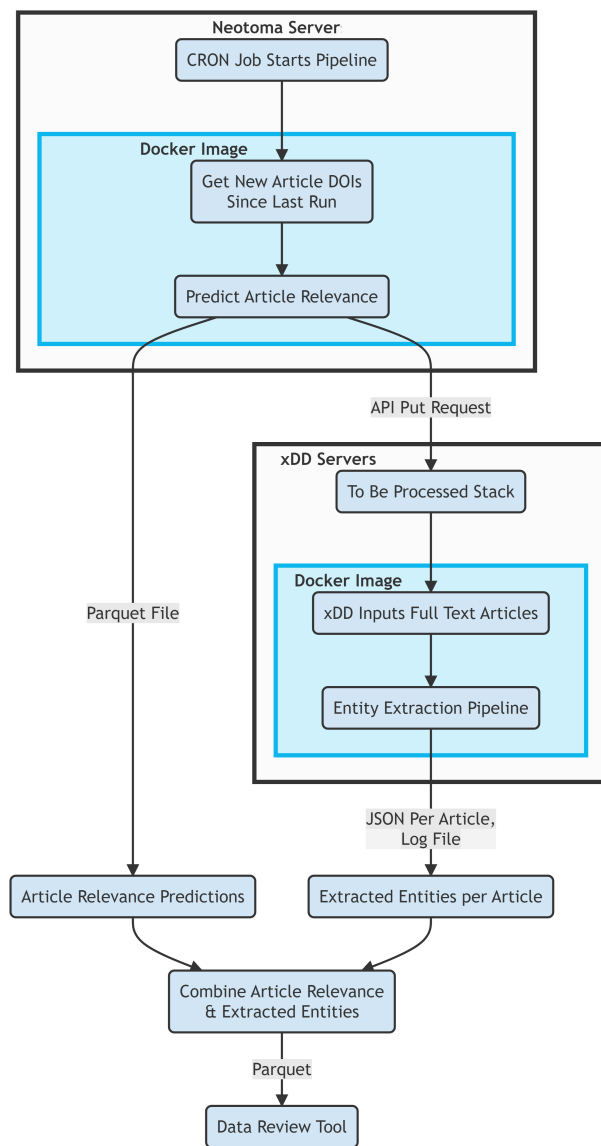 Neotoma Server
CRON Job Starts Pipeline
Docker Image
Get New Article DOIs
Since Last Run
Predict Article Relevance
API Put Request
xDD Servers
To Be Processed Stack
Docker Image
xDD Inputs Full Text Articles
Parquet File
Entity Extraction Pipeline
JSON Per Article,
Log File
Article Relevance Predictions
Extracted Entities per Article
Combine Article Relevance
& Extracted Entities
Parquet
Data Review Tool